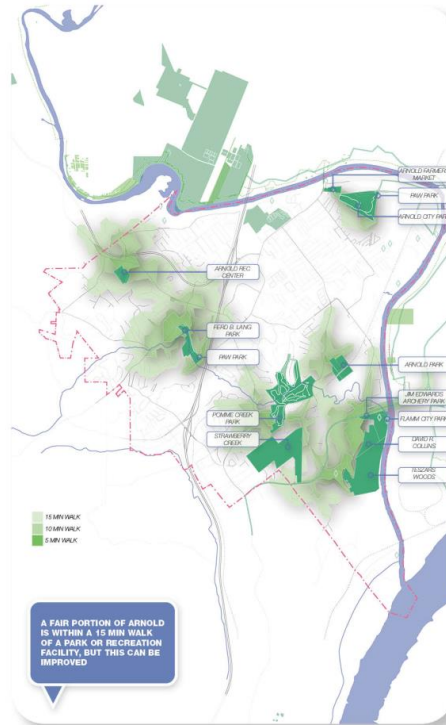 ARNOLD FARMERS
MARKET
PAW PARK
ARNOLD CITY PARK
ARNOLD REC
CENTER
FERD B. LANG
PARK
PAW PARK
ARNOLD PARK
POMME CREEK
PARK
JIM EDWARDS
ARCHERY PARK
FLAMM CITY PARK
STRAWBERRY
CREEK
DAVID R.
COLLINS
WOODS
15 MIN WALK
10 MIN WALK
5 MIN WALK
A FAIR PORTION OF ARNOLD
IS WITHIN A 15 MIN WALK
OF A PARK OR RECREATION
FACILITY, BUT THIS CAN BE
IMPROVED